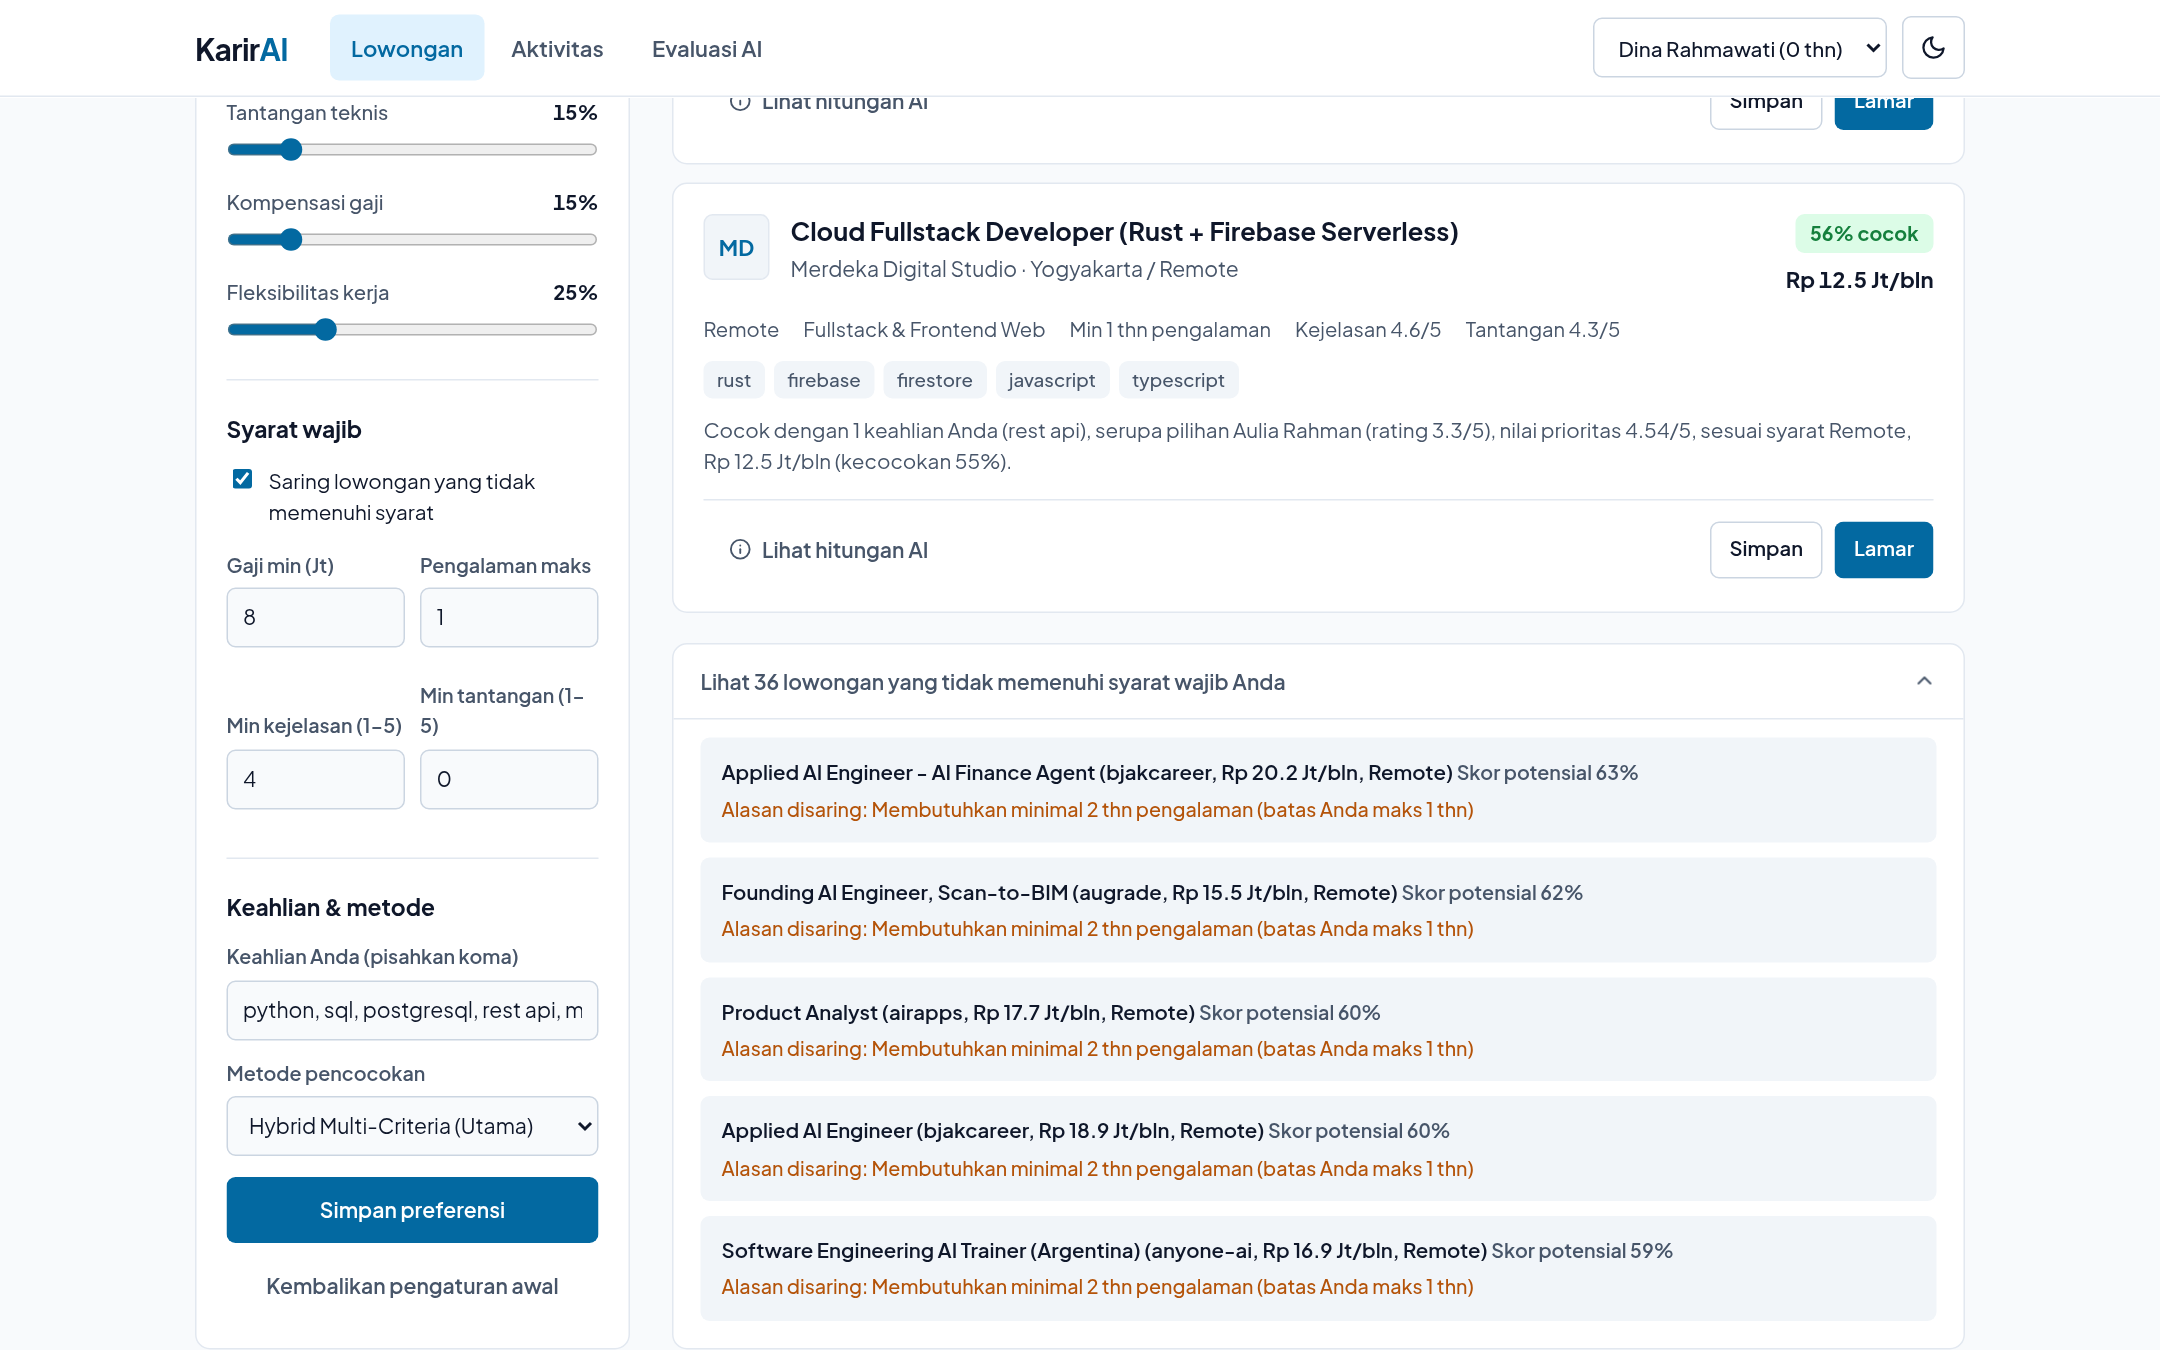 KarirAI
Lowongan
Aktivitas
Evaluasi AI
Dina Rahmawati (0 thn)
Tantangan teknis
15%
Kompensasi gaji
15%
Fleksibilitas kerja
25%
Syarat wajib
Saring lowongan yang tidak
memenuhi syarat
Gaji min (Jt)
Pengalaman maks
8
1
Min kejelasan (1–5)
Min tantangan (1–
5)
4
0
Keahlian & metode
Keahlian Anda (pisahkan koma)
python, sql, postgresql, rest api, m
Metode pencocokan
Hybrid Multi-Criteria (Utama)
Simpan preferensi
Kembalikan pengaturan awal
Lihat hitungan AI
Simpan
Lamar
MD
Cloud Fullstack Developer (Rust + Firebase Serverless)
Merdeka Digital Studio · Yogyakarta / Remote
56% cocok
Rp 12.5 Jt/bln
Remote
Fullstack & Frontend Web
Min 1 thn pengalaman
Kejelasan 4.6/5
Tantangan 4.3/5
rust
firebase
firestore
javascript
typescript
Cocok dengan 1 keahlian Anda (rest api), serupa pilihan Aulia Rahman (rating 3.3/5), nilai prioritas 4.54/5, sesuai syarat Remote,
Rp 12.5 Jt/bln (kecocokan 55%).
Lihat hitungan AI
Simpan
Lamar
Lihat 36 lowongan yang tidak memenuhi syarat wajib Anda
Applied AI Engineer - AI Finance Agent (bjakcareer, Rp 20.2 Jt/bln, Remote) Skor potensial 63%
Alasan disaring: Membutuhkan minimal 2 thn pengalaman (batas Anda maks 1 thn)
Founding AI Engineer, Scan-to-BIM (augrade, Rp 15.5 Jt/bln, Remote) Skor potensial 62%
Alasan disaring: Membutuhkan minimal 2 thn pengalaman (batas Anda maks 1 thn)
Product Analyst (airapps, Rp 17.7 Jt/bln, Remote) Skor potensial 60%
Alasan disaring: Membutuhkan minimal 2 thn pengalaman (batas Anda maks 1 thn)
Applied AI Engineer (bjakcareer, Rp 18.9 Jt/bln, Remote) Skor potensial 60%
Alasan disaring: Membutuhkan minimal 2 thn pengalaman (batas Anda maks 1 thn)
Software Engineering AI Trainer (Argentina) (anyone-ai, Rp 16.9 Jt/bln, Remote) Skor potensial 59%
Alasan disaring: Membutuhkan minimal 2 thn pengalaman (batas Anda maks 1 thn)